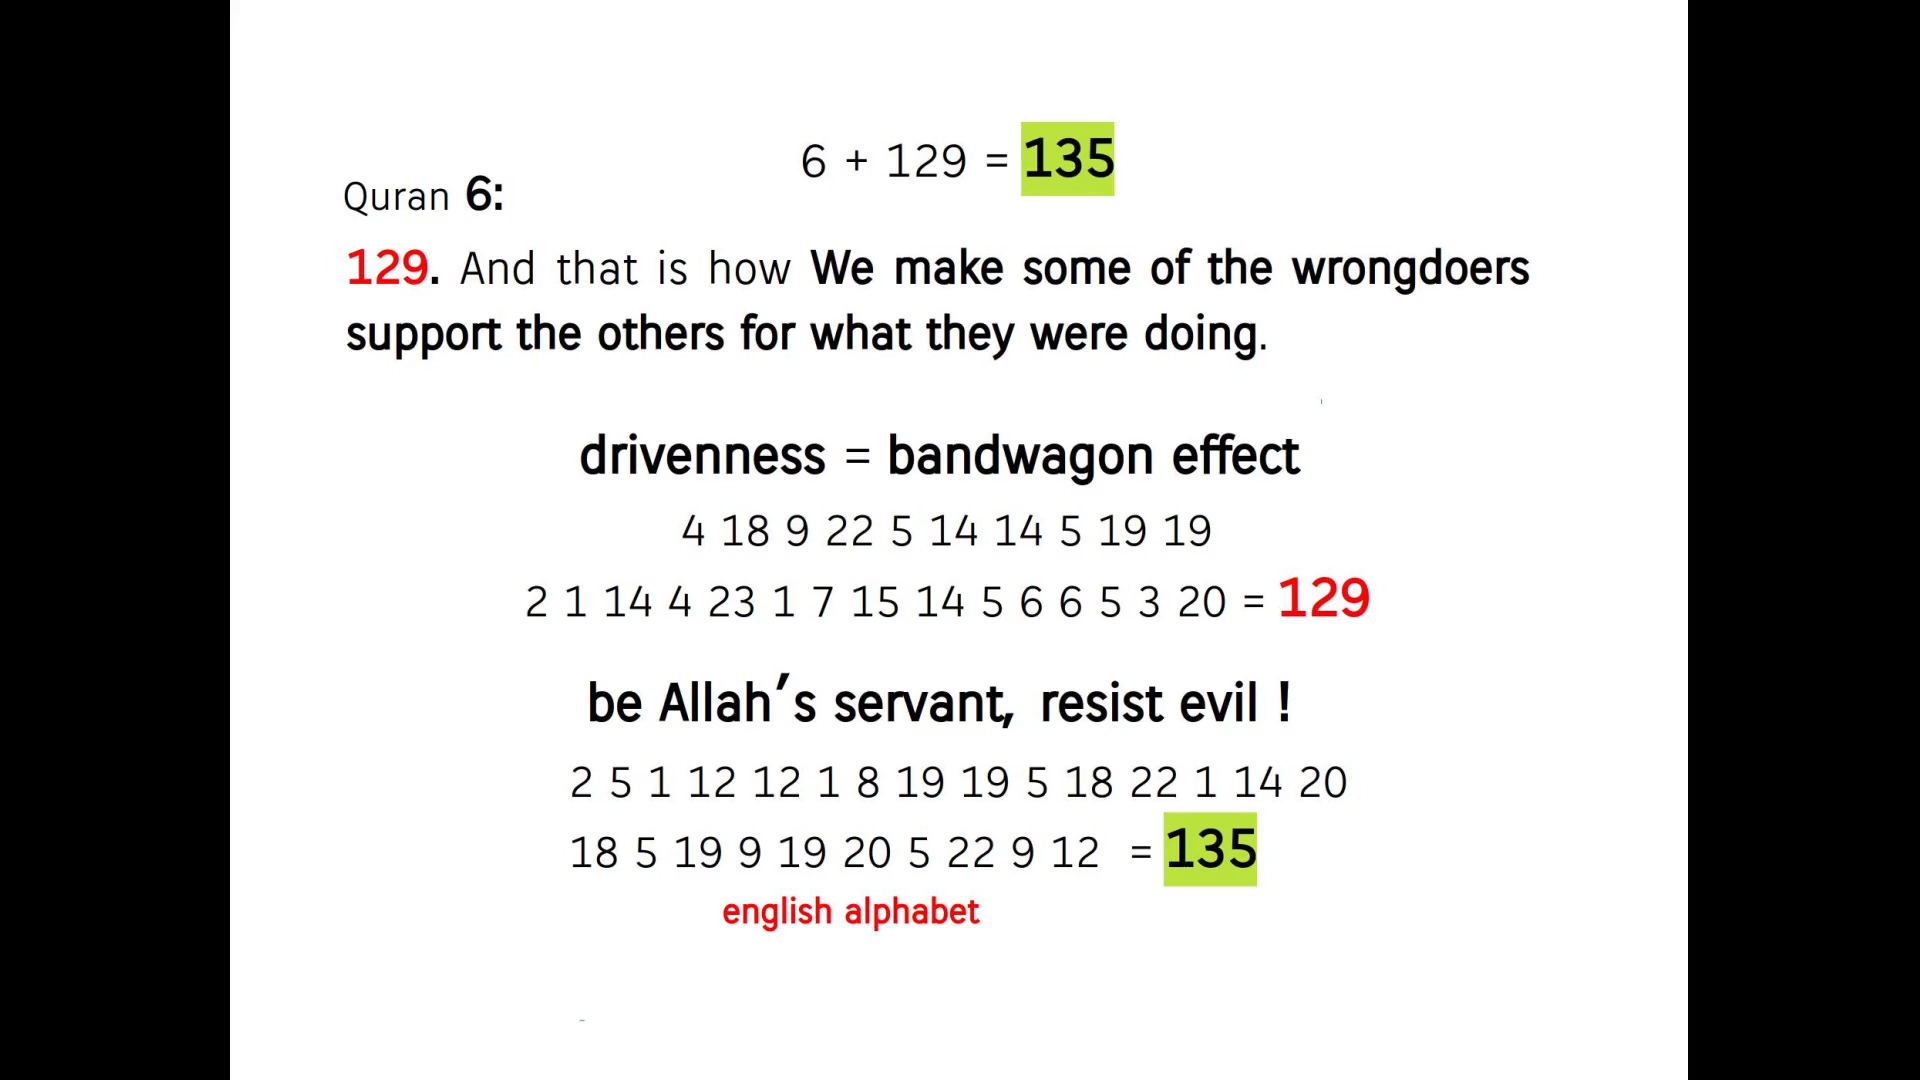 6 + 129 = 135
Quran 6:
129. And that is how We make some of the wrongdoers
support the others for what they were doing.
drivenness = bandwagon effect
4 18 9 22 5 14 14 5 19 19
2 1 14 4 23 1 7 15 14 5 6 6 5 3 20 = 129
be Allah's servant, resist evil !
2 5 1 12 12 1 8 19 19 5 18 22 1 14 20
18 5 19 9 19 20 5 22 9 12 = 135
english alphabet